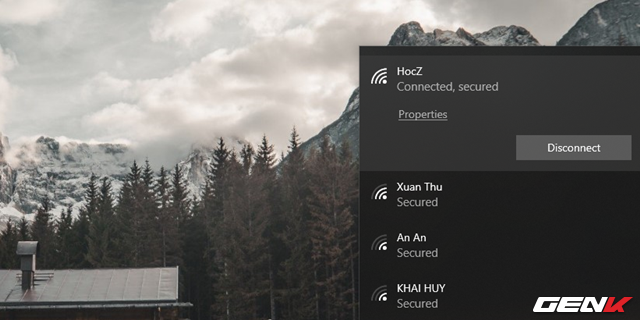 HocZ
Connected, secured
Properties
Disconnect
Xuan Thu
Secured
An An
Secured
KHAI HUY
Secured
GENK